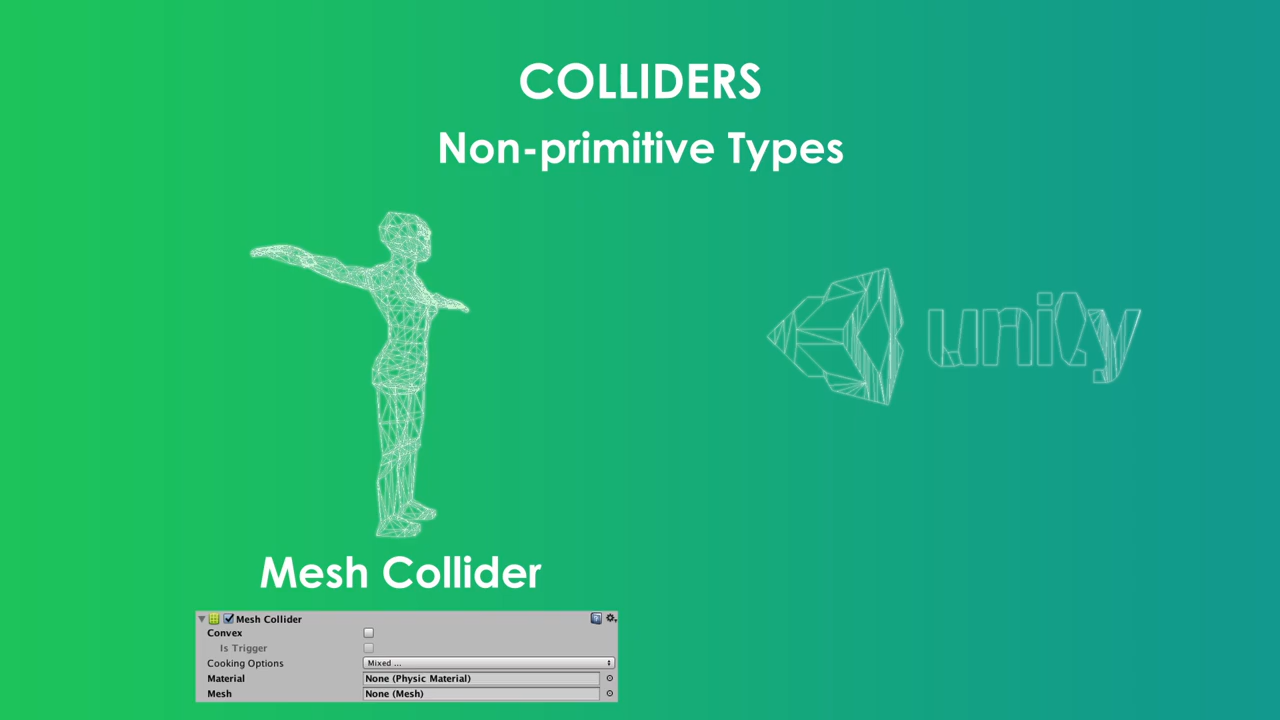 COLLIDERS
Non-primitive Types
unity
Mesh Collider
Mesh Collider
Convex
Is Trigger
Cooking Options Mixed ...
Material None (Physic Material)
Mesh None (Mesh)